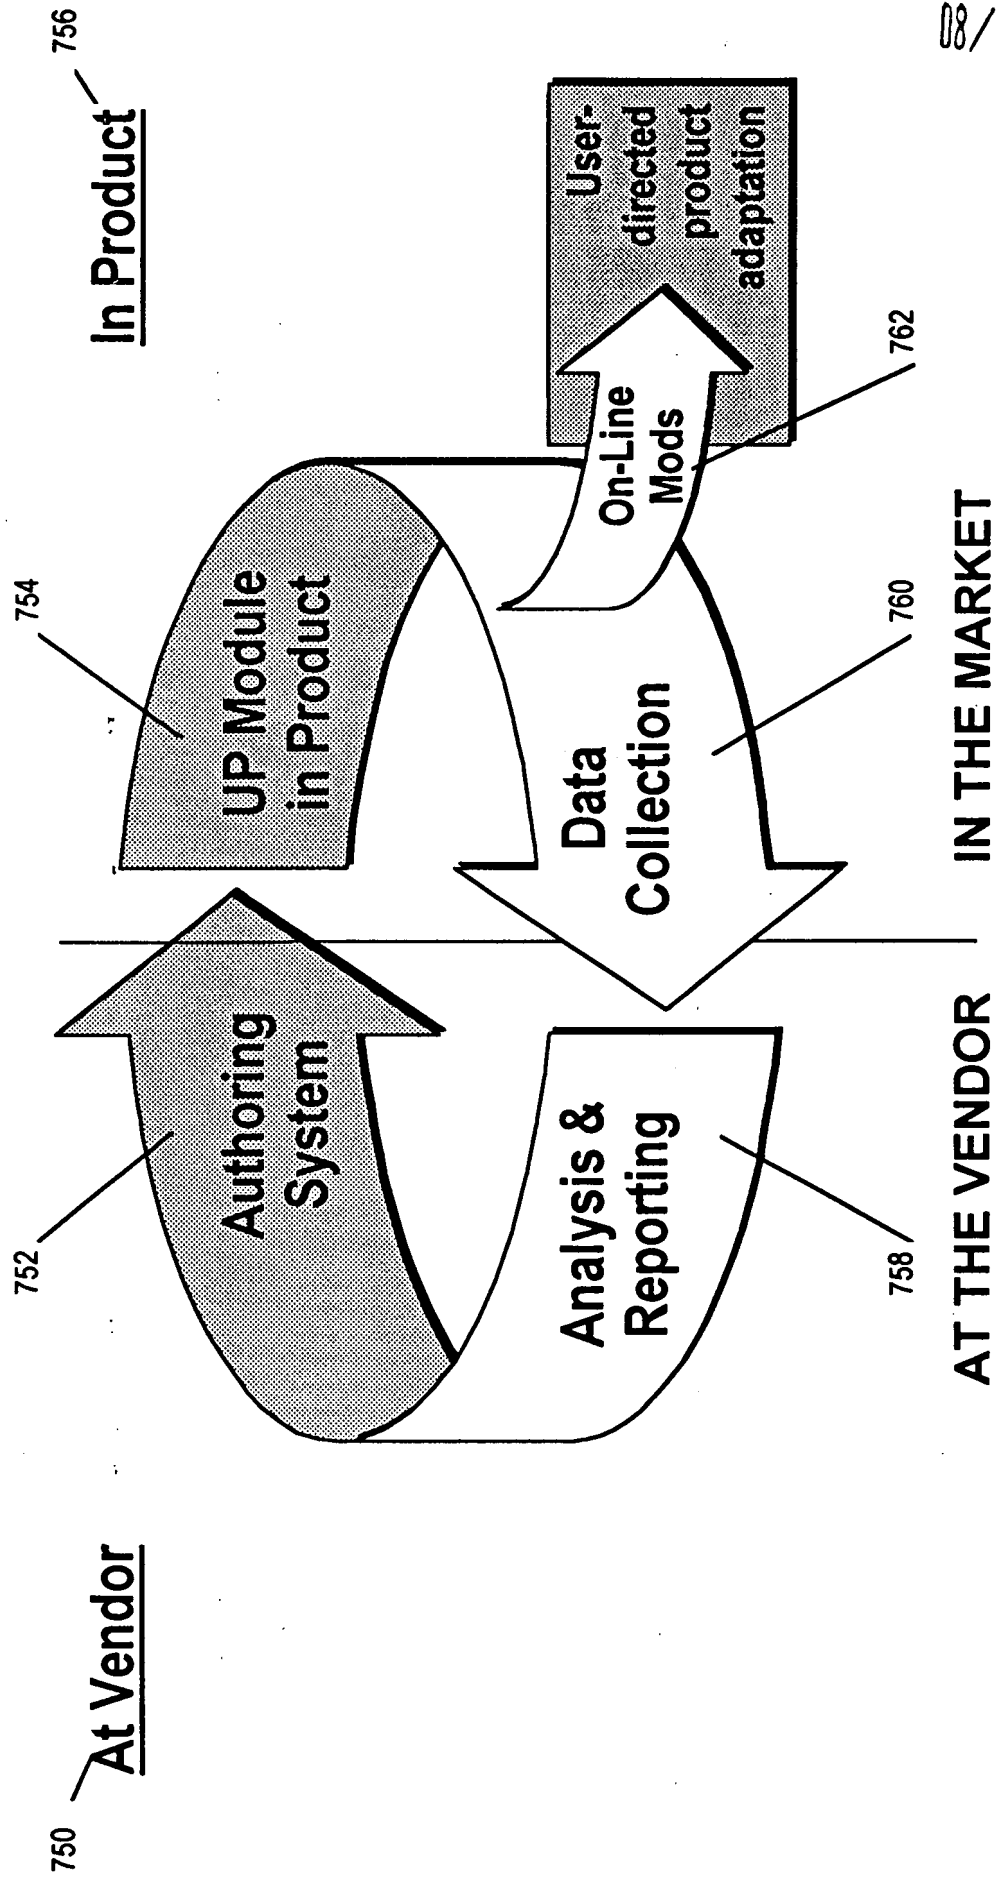 750
At Vendor
In Product
756
752
754
Authoring
System
UP Module
in Product
Analysis &
Reporting
Data
Collection
On-Line
Mods
User-
directed
product
adaptation
758
760
762
AT THE VENDOR
IN THE MARKET
/80